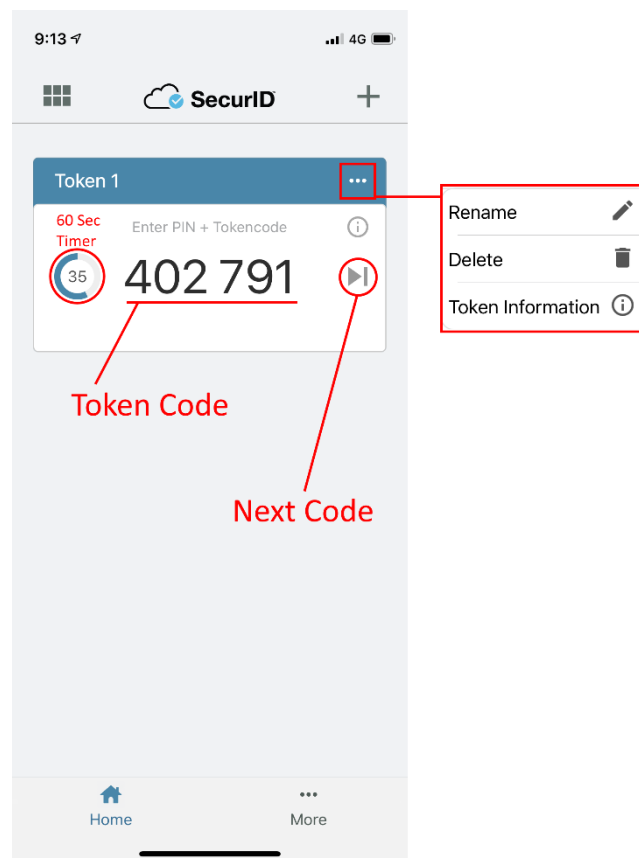 9:13
4G
SecurID
Token 1
60 Sec
Timer
Enter PIN + Tokencode
35
402 791
Token Code
Next Code
Rename
Delete
Token Information
Home
More